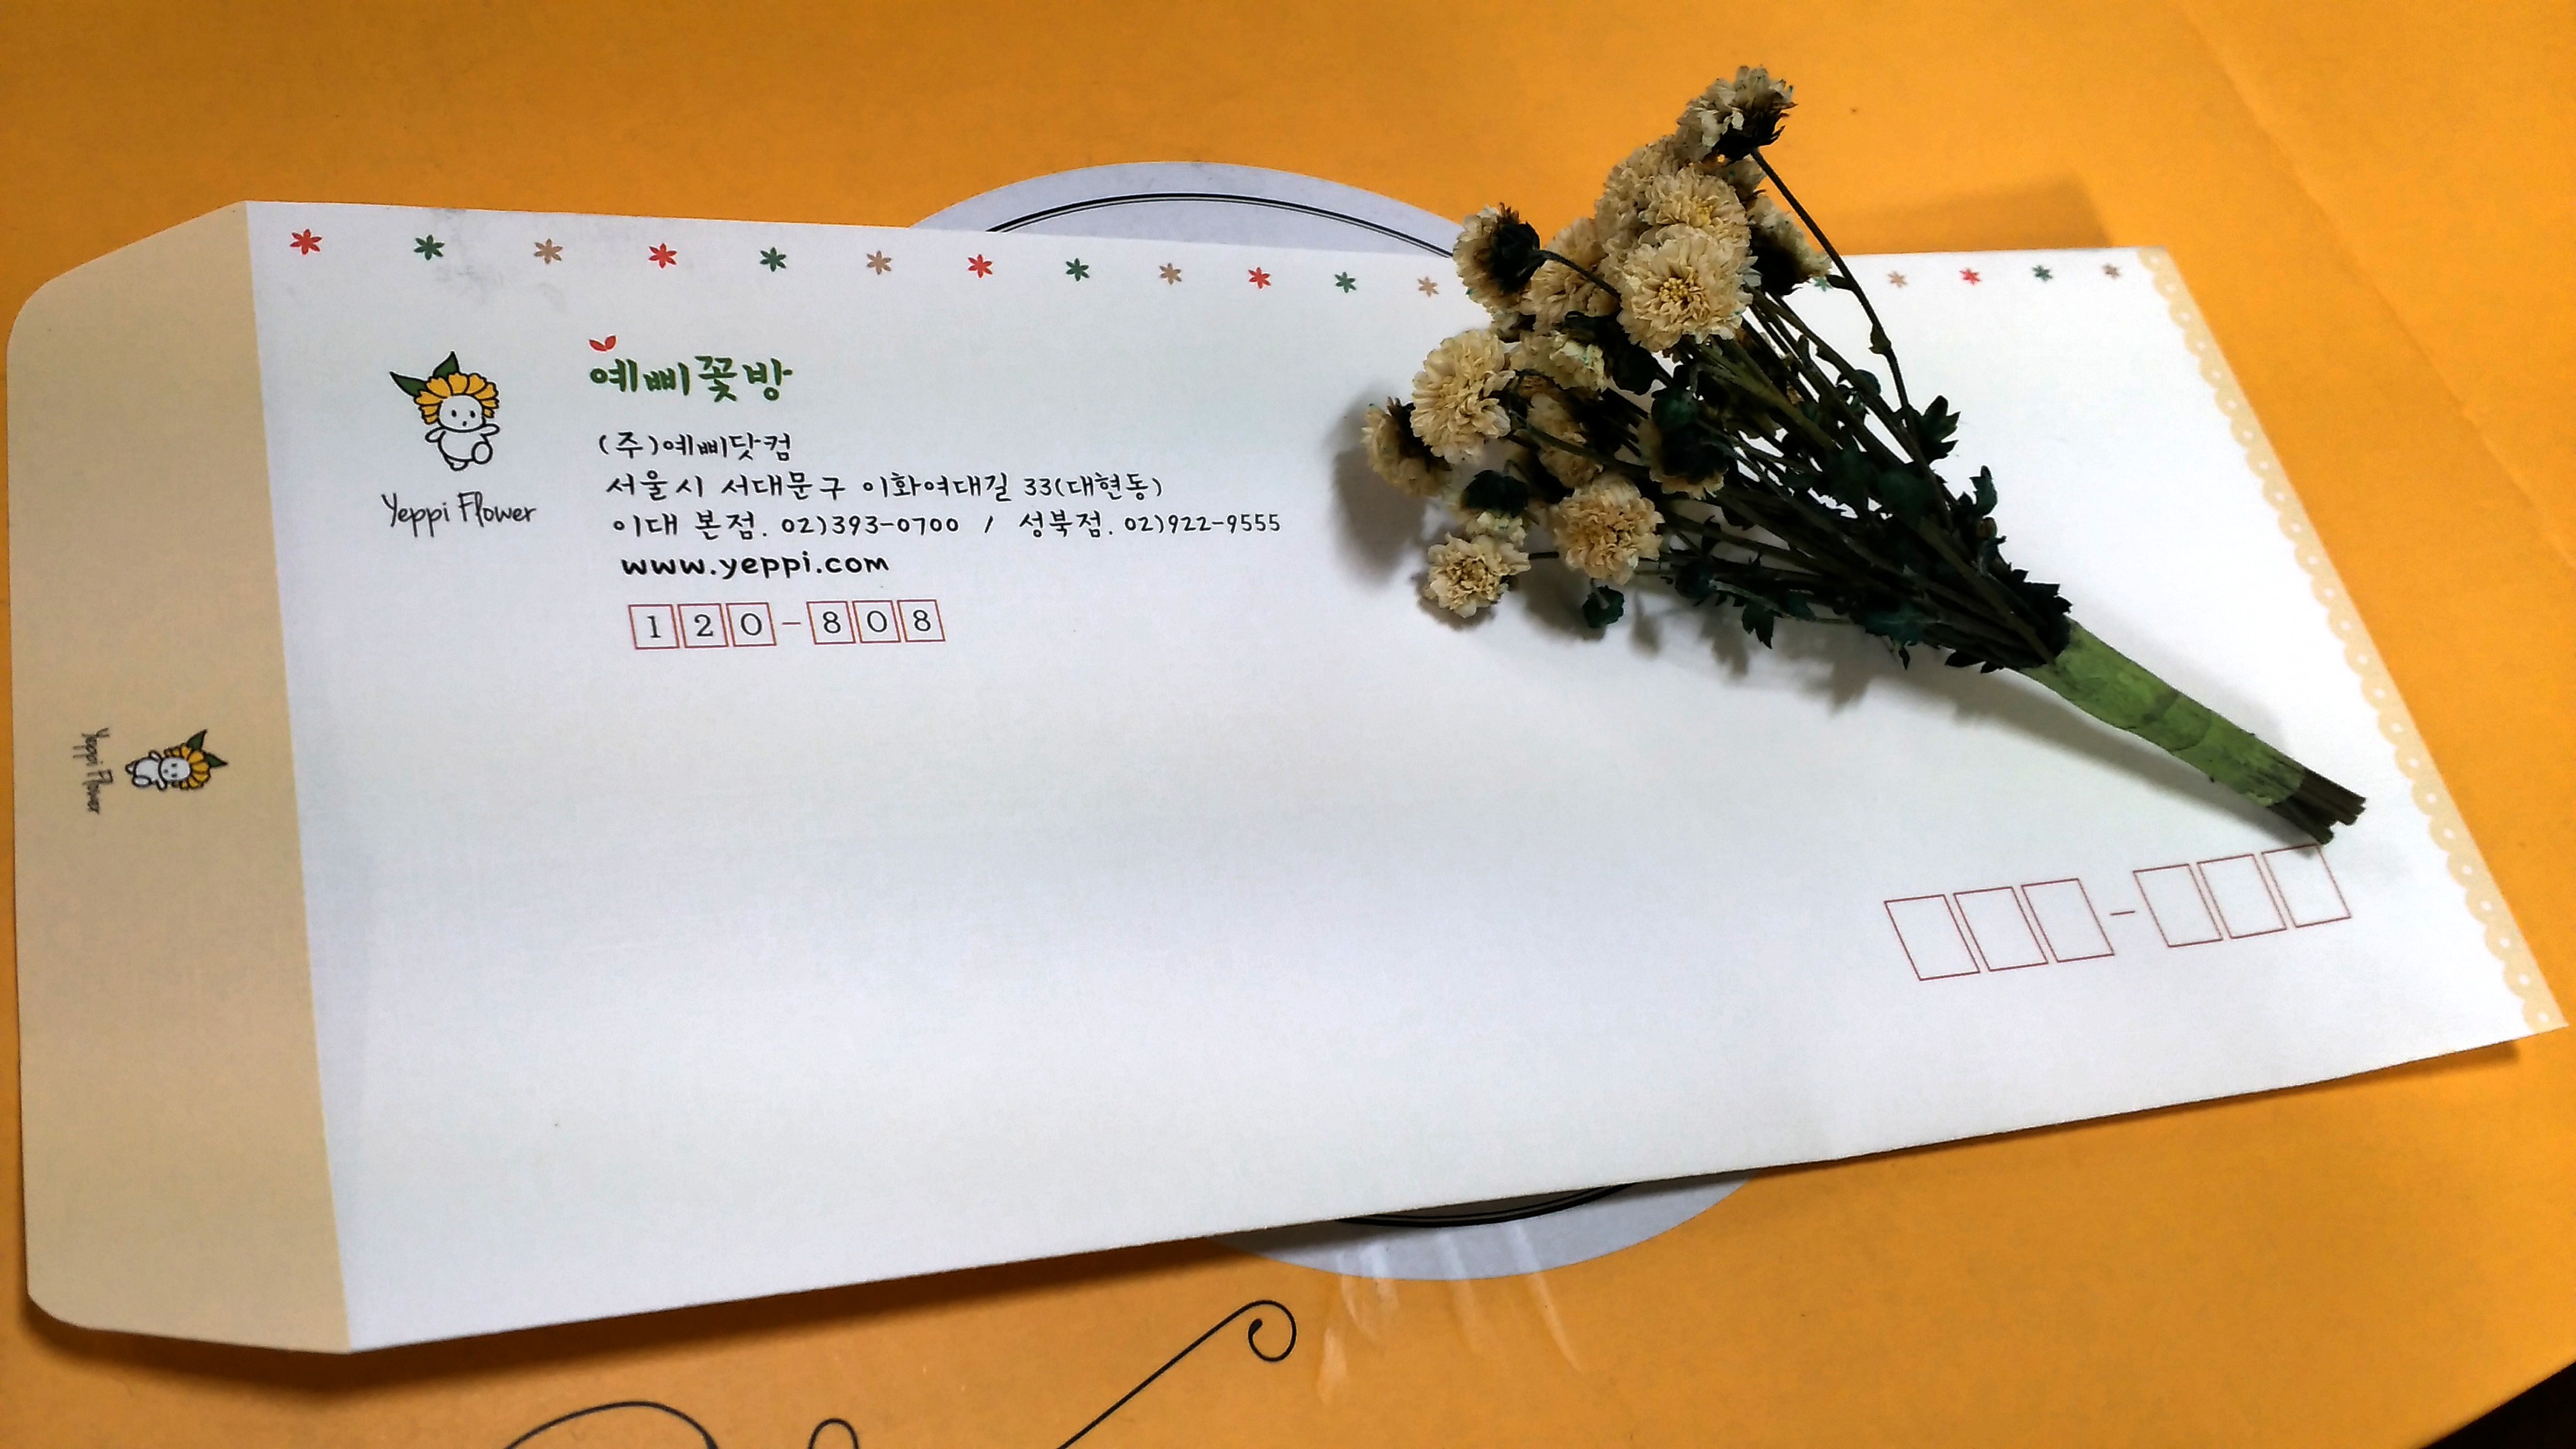 예삐꽃방
Yeppi Flower
(주)예삐닷컴
서울시 서대문구 이화여대길 33(대현동)
이대 본점. 02)393-0700 / 성북점. 02)922-9555
www.yeppi.com
120-808
Yeppi Flower